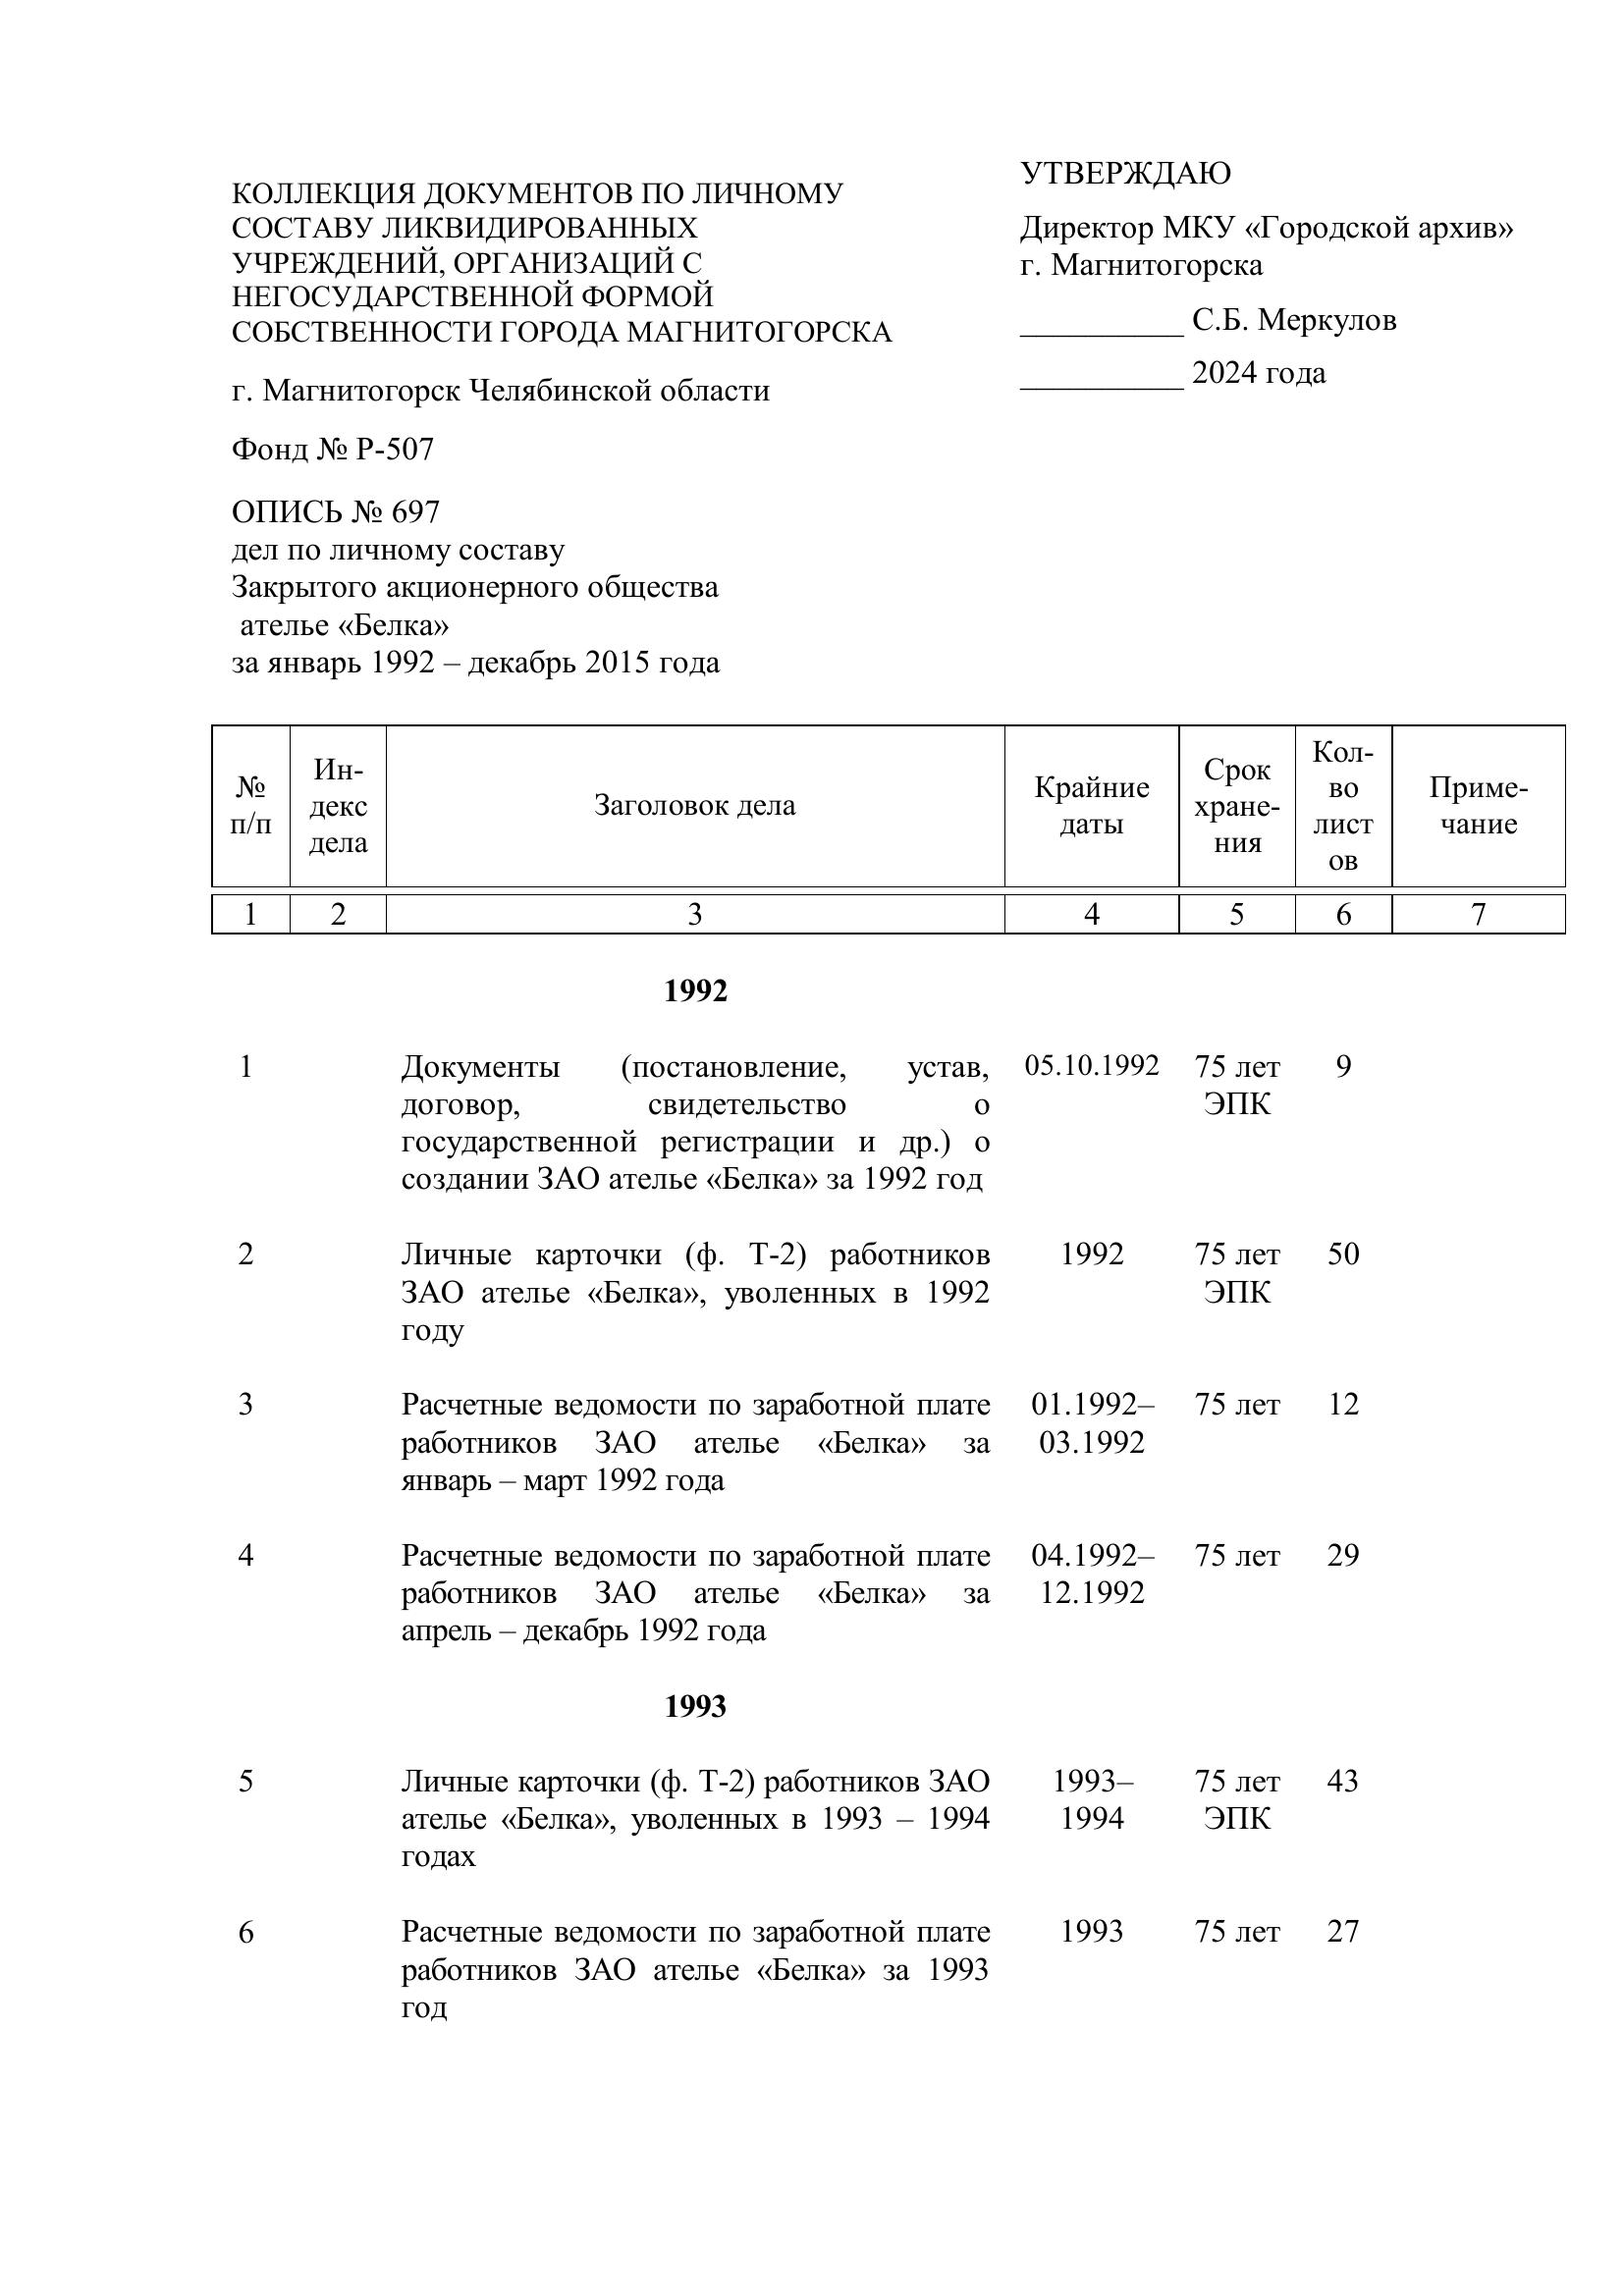 КОЛЛЕКЦИЯ ДОКУМЕНТОВ ПО ЛИЧНОМУ
СОСТАВУ ЛИКВИДИРОВАННЫХ
УЧРЕЖДЕНИЙ, ОРГАНИЗАЦИЙ С
НЕГОСУДАРСТВЕННОЙ ФОРМОЙ
СОБСТВЕННОСТИ ГОРОДА МАГНИТОГОРСКА
г. Магнитогорск Челябинской области
Фонд № Р-507
ОПИСЬ № 697
дел по личному составу
Закрытого акционерного общества
ателье «Белка»
за январь 1992 – декабрь 2015 года
УТВЕРЖДАЮ
Директор МКУ «Городской архив»
г. Магнитогорска
__________ С.Б. Меркулов
__________ 2024 года
№
п/п
Ин-
декс
дела
Заголовок дела
Крайние
даты
Срок
хране-
ния
Кол-
во
лист
ов
Приме-
чание
1 2 3 4 5 6 7
1992
1 Документы (постановление, устав, 05.10.1992 75 лет 9
договор, свидетельство о ЭПК
государственной регистрации и др.) о
создании ЗАО ателье «Белка» за 1992 год
2 Личные карточки (ф. Т-2) работников 1992 75 лет 50
ЗАО ателье «Белка», уволенных в 1992 ЭПК
году
3 Расчетные ведомости по заработной плате 01.1992– 75 лет 12
работников ЗАО ателье «Белка» за 03.1992
январь – март 1992 года
4 Расчетные ведомости по заработной плате 04.1992– 75 лет 29
работников ЗАО ателье «Белка» за 12.1992
апрель – декабрь 1992 года
1993
5 Личные карточки (ф. Т-2) работников ЗАО 1993– 75 лет 43
ателье «Белка», уволенных в 1993 – 1994 1994 ЭПК
годах
6 Расчетные ведомости по заработной плате 1993 75 лет 27
работников ЗАО ателье «Белка» за 1993
год